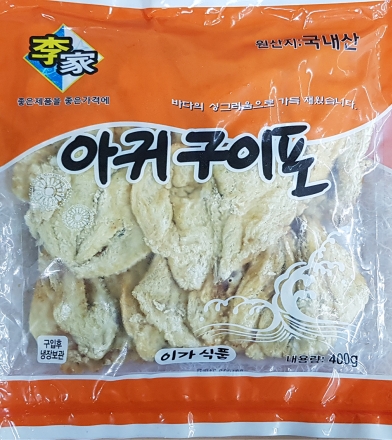 李家
원산지:국내산
좋은제품을 좋은가격에
바다의 싱그러움으로 가득 채웠습니다.
아귀구이포
구입후
냉장보관
이가 식품
내용량: 400g